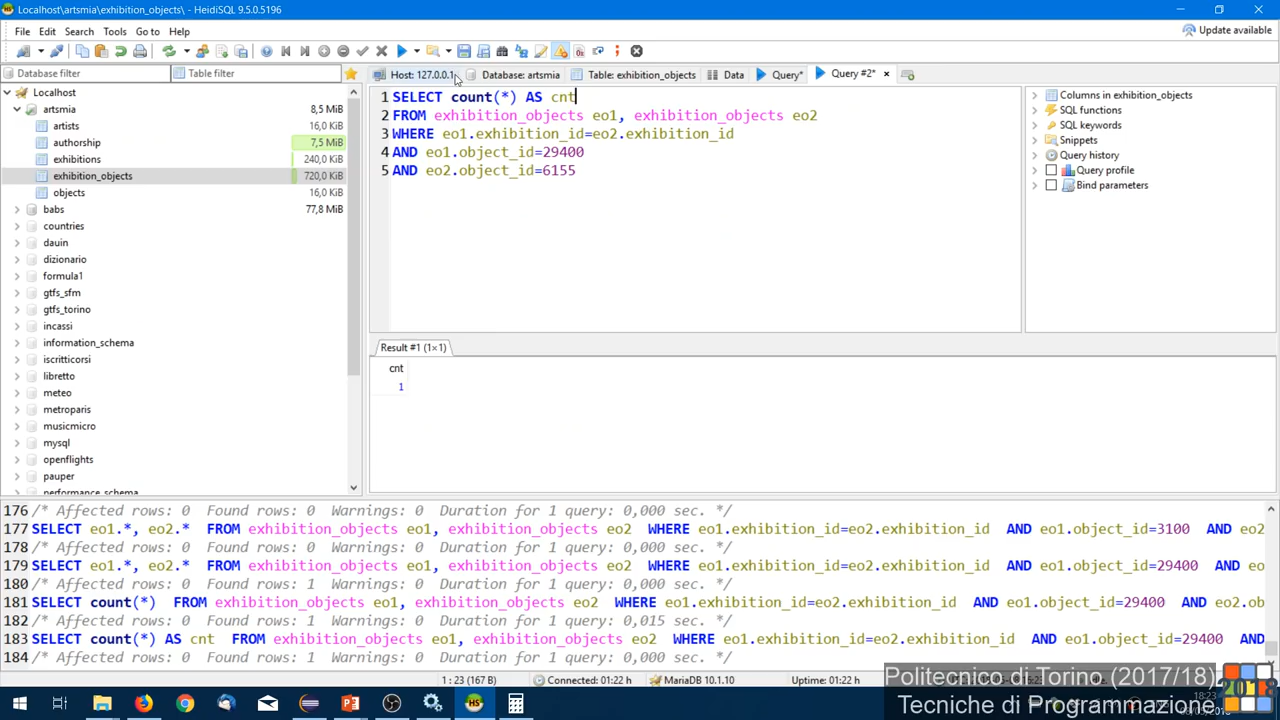 artsmia/exhibition_objects/ - HeidiSQL 9.5.0.5196
File Edit Search Tools Go to Help
Update available
Database filter
Table filter
Host: 127.0.0.1
Database: artsmia
Table: exhibition_objects
Data
Query*
Query #2*
Localhost
artsmia 8,5 MiB
artists 16,0 KiB
authorship 7,5 MiB
exhibitions 240,0 KiB
exhibition_objects 720,0 KiB
objects 16,0 KiB
babs 77,8 MiB
countries
dauin
dizionario
formula1
gtfs_sfm
gtfs_torino
incassi
information_schema
iscritticorsi
libretto
meteo
metroparis
musicmicro
mysql
openflights
pauper
performance_schema
1 SELECT count(*) AS cnt
2 FROM exhibition_objects eo1, exhibition_objects eo2
3 WHERE eo1.exhibition_id=eo2.exhibition_id
4 AND eo1.object_id=29400
5 AND eo2.object_id=6155
Columns in exhibition_objects
SQL functions
SQL keywords
Snippets
Query history
Query profile
Bind parameters
Result #1 (1×1)
cnt
1
176 /* Affected rows: 0 Found rows: 0 Warnings: 0 Duration for 1 query: 0,000 sec. */
177 SELECT eo1.*, eo2.* FROM exhibition_objects eo1, exhibition_objects eo2 WHERE eo1.exhibition_id=eo2.exhibition_id AND eo1.object_id=3100 AND eo2
178 /* Affected rows: 0 Found rows: 0 Warnings: 0 Duration for 1 query: 0,000 sec. */
179 SELECT eo1.*, eo2.* FROM exhibition_objects eo1, exhibition_objects eo2 WHERE eo1.exhibition_id=eo2.exhibition_id AND eo1.object_id=29400 AND eo
180 /* Affected rows: 0 Found rows: 1 Warnings: 0 Duration for 1 query: 0,000 sec. */
181 SELECT count(*) FROM exhibition_objects eo1, exhibition_objects eo2 WHERE eo1.exhibition_id=eo2.exhibition_id AND eo1.object_id=29400 AND eo2.ob
182 /* Affected rows: 0 Found rows: 1 Warnings: 0 Duration for 1 query: 0,015 sec. */
183 SELECT count(*) AS cnt FROM exhibition_objects eo1, exhibition_objects eo2 WHERE eo1.exhibition_id=eo2.exhibition_id AND eo1.object_id=29400 AND
184 /* Affected rows: 0 Found rows: 1 Warnings: 0 Duration for 1 query: 0,000 sec. */
1 : 23 (167 B)
Connected: 01:22 h
MariaDB 10.1.10
Uptime: 01:22 h
Politecnico di Torino (2017/18)
Tecniche di Programmazione
18:23
2018